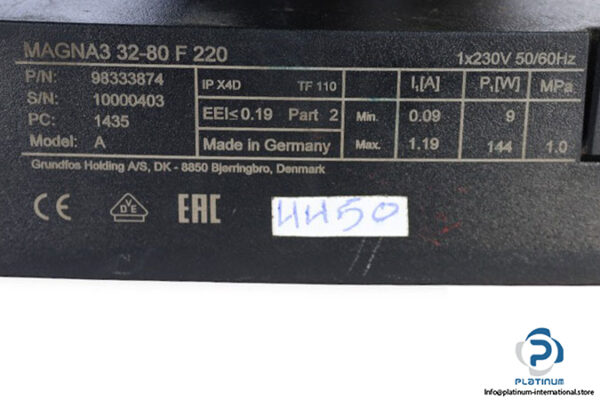 MAGNA3 32-80 F 220 1x230V 50/60Hz
P/N: 98333874
S/N: 10000403
PC: 1435
Model: A
IP X4D TF 110 I₁[A] P₁[W] MPa
EEI≤0.19 Part 2 Min. 0.09 9
Made in Germany Max. 1.19 144 1.0
Grundfos Holding A/S, DK - 8850 Bjerringbro, Denmark
CE VDE EAC 4450
PLATINUM
info@platinum-international.store